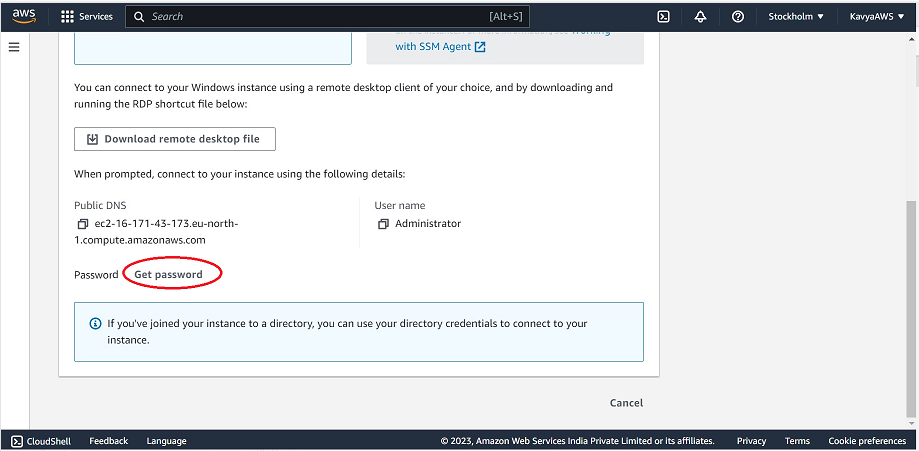 aws
Services
Search
[Alt+S]
Stockholm
KavyaAWS
with SSM Agent
You can connect to your Windows instance using a remote desktop client of your choice, and by downloading and
running the RDP shortcut file below:
Download remote desktop file
When prompted, connect to your instance using the following details:
Public DNS
ec2-16-171-43-173.eu-north-
1.compute.amazonaws.com
User name
Administrator
Password
Get password
If you've joined your instance to a directory, you can use your directory credentials to connect to your
instance.
Cancel
CloudShell
Feedback
Language
© 2023, Amazon Web Services India Private Limited or its affiliates.
Privacy
Terms
Cookie preferences